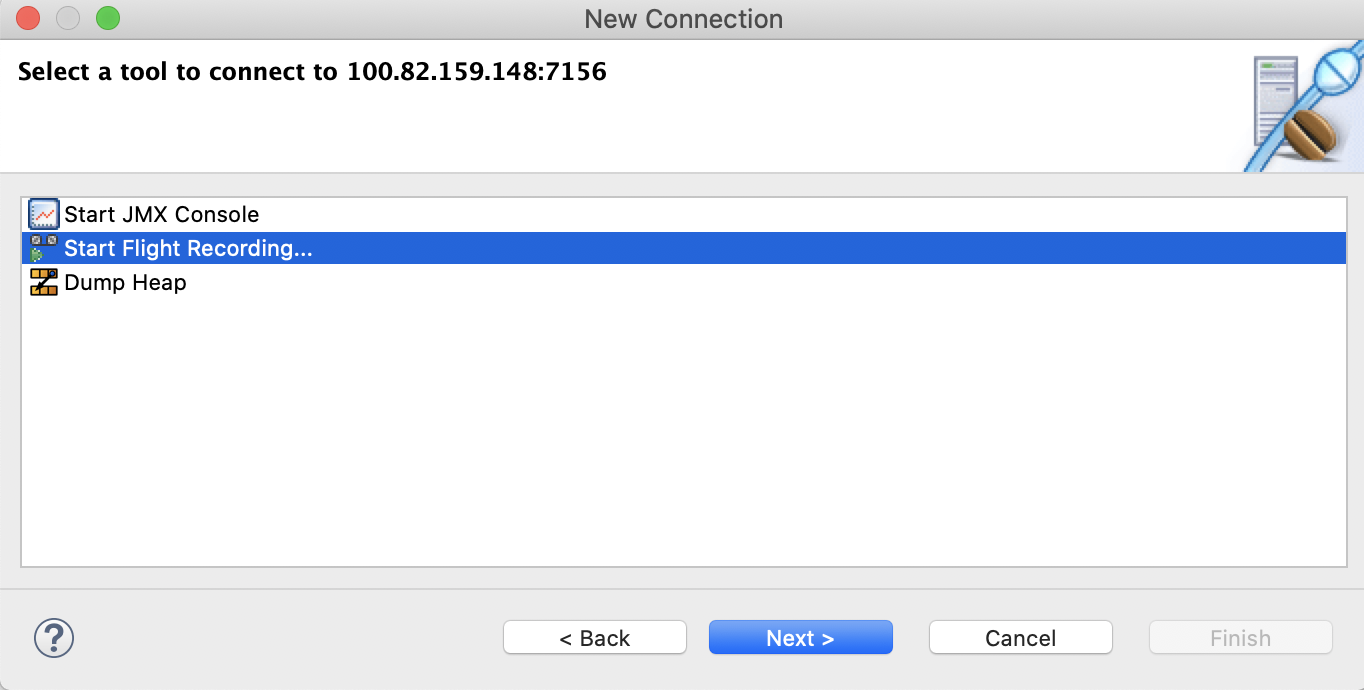 New Connection
Select a tool to connect to 100.82.159.148:7156
Start JMX Console
Start Flight Recording...
Dump Heap
?
< Back
Next >
Cancel
Finish